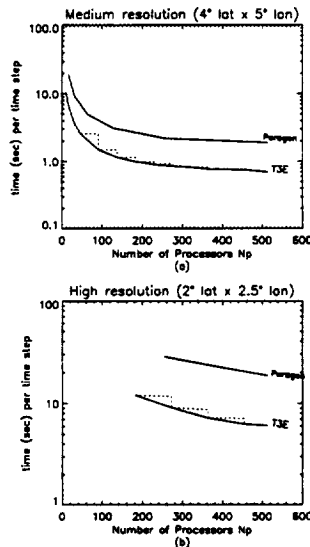 Medium resolution (4° lat x 5° lon)
time (sec) per time step
100.0
10.0
1.0
0.1
Paragon
T3E
0 100 200 300 400 500 600
Number of Processors Np
(a)
High resolution (2° lat x 2.5° lon)
time (sec) per time step
100
10
1
Paragon
T3E
0 100 200 300 400 500 600
Number of Processors Np
(b)